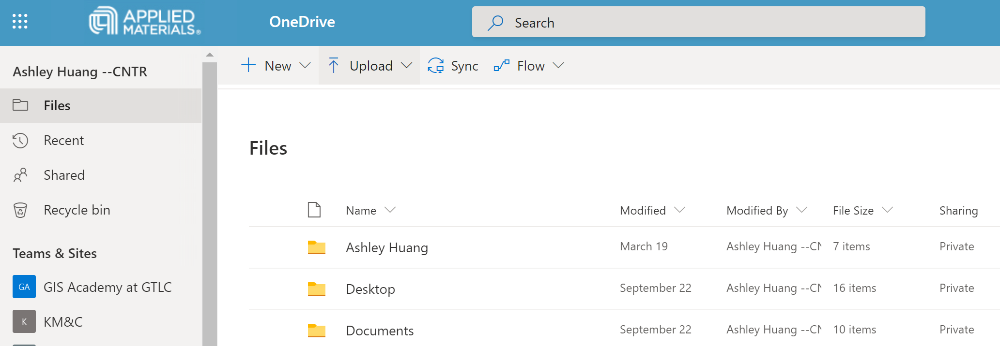 APPLIED
MATERIALS®
OneDrive
Search
Ashley Huang --CNTR
Files
Recent
Shared
Recycle bin
Teams & Sites
GA GIS Academy at GTLC
K KM&C
New Upload Sync Flow
Files
Name Modified Modified By File Size Sharing
Ashley Huang March 19 Ashley Huang --CN 7 items Private
Desktop September 22 Ashley Huang --CN 16 items Private
Documents September 22 Ashley Huang --CN 10 items Private